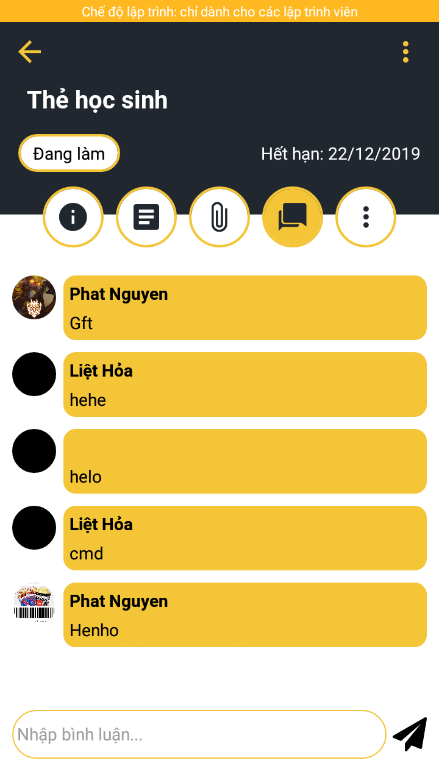 Chế độ lập trình: chỉ dành cho các lập trình viên
Thẻ học sinh
Đang làm
Hết hạn: 22/12/2019
Phat Nguyen
Gft
Liệt Hỏa
hehe
helo
Liệt Hỏa
cmd
Phat Nguyen
Henho
Nhập bình luận...